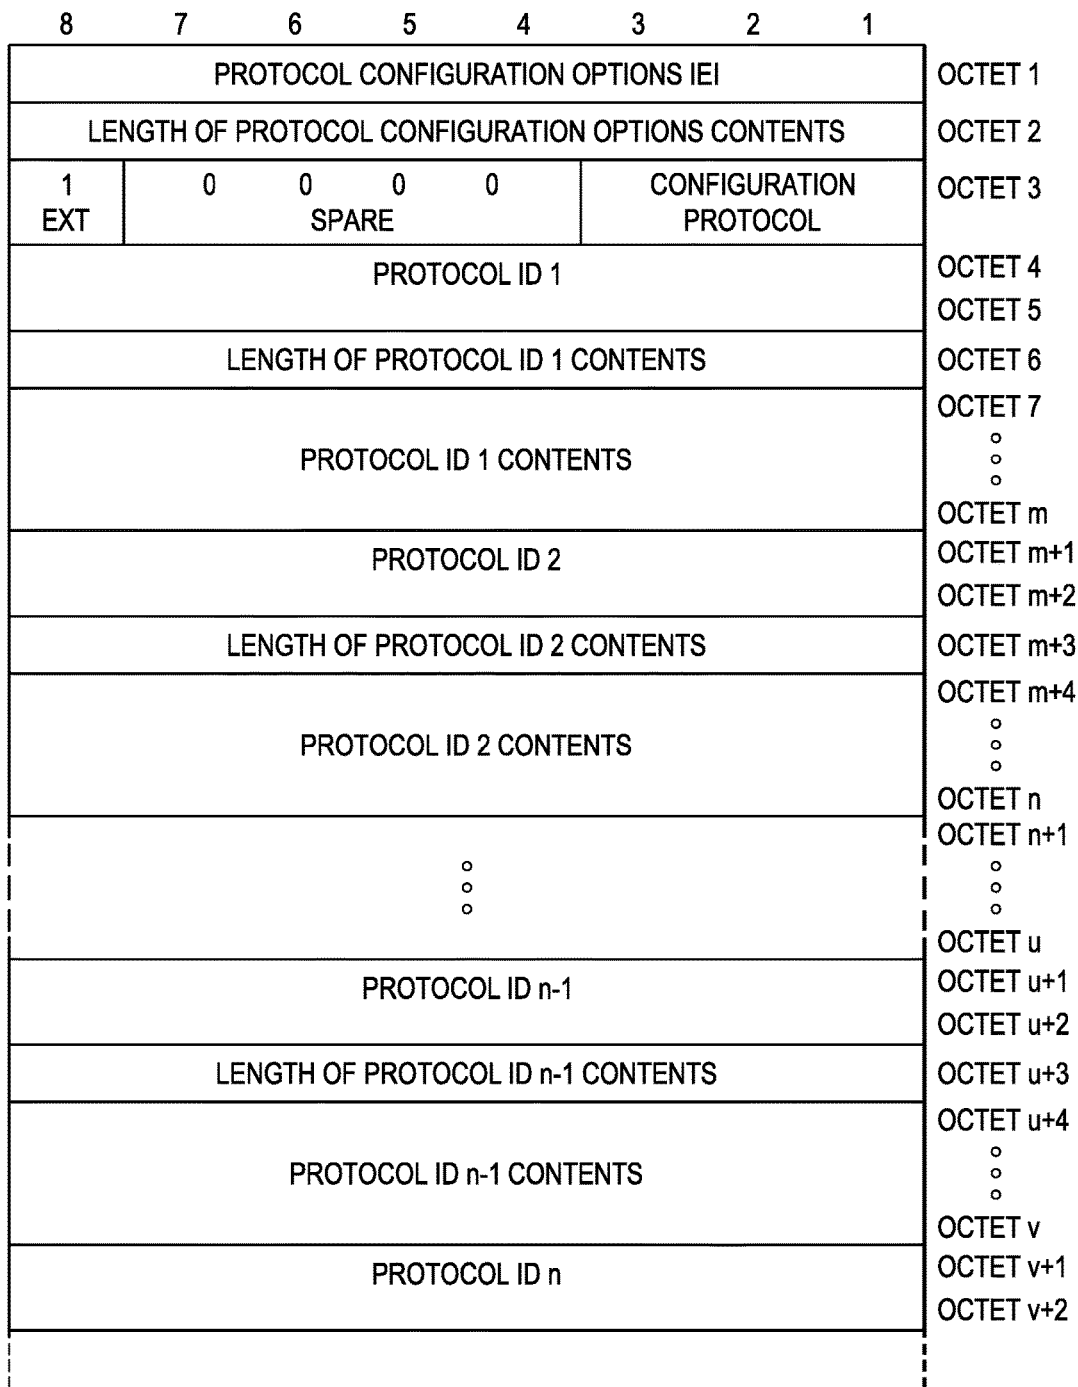 8 7 6 5 4 3 2 1
PROTOCOL CONFIGURATION OPTIONS IEI OCTET 1
LENGTH OF PROTOCOL CONFIGURATION OPTIONS CONTENTS OCTET 2
1 0 0 0 0 CONFIGURATION OCTET 3
EXT SPARE PROTOCOL
PROTOCOL ID 1 OCTET 4
OCTET 5
LENGTH OF PROTOCOL ID 1 CONTENTS OCTET 6
OCTET 7
PROTOCOL ID 1 CONTENTS
OCTET m
PROTOCOL ID 2 OCTET m+1
OCTET m+2
LENGTH OF PROTOCOL ID 2 CONTENTS OCTET m+3
OCTET m+4
PROTOCOL ID 2 CONTENTS
OCTET n
OCTET n+1
OCTET u
PROTOCOL ID n-1 OCTET u+1
OCTET u+2
LENGTH OF PROTOCOL ID n-1 CONTENTS OCTET u+3
OCTET u+4
PROTOCOL ID n-1 CONTENTS
OCTET v
PROTOCOL ID n OCTET v+1
OCTET v+2